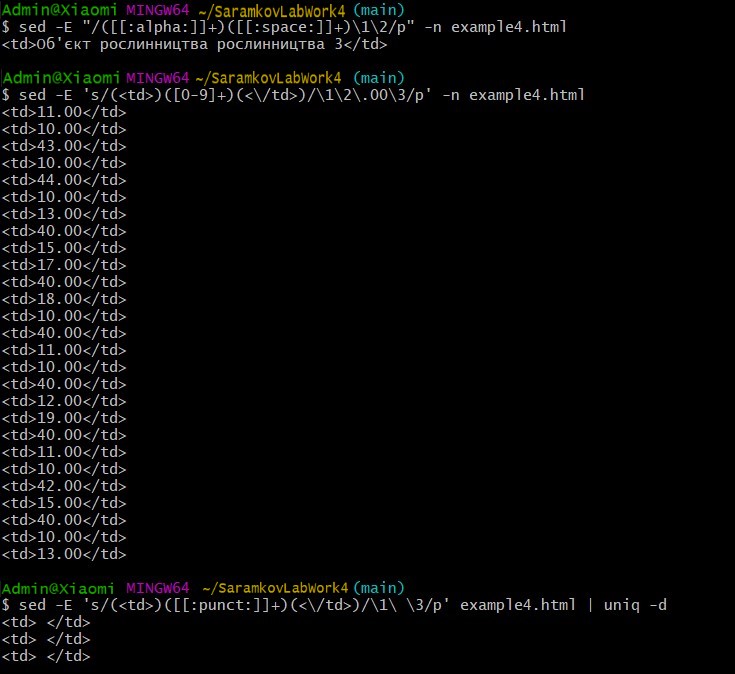 Admin@Xiaomi MINGW64 ~/SaramkovLabWork4 (main)
$ sed -E "/([[:alpha:]]+)([[:space:]]+)\1\2/p" -n example4.html
<td>Об'єкт рослинництва рослинництва 3</td>
Admin@Xiaomi MINGW64 ~/SaramkovLabWork4 (main)
$ sed -E 's/(<td>)([0-9]+)(<\/td>)/\1\2\.00\3/p' -n example4.html
<td>11.00</td>
<td>10.00</td>
<td>43.00</td>
<td>10.00</td>
<td>44.00</td>
<td>10.00</td>
<td>13.00</td>
<td>40.00</td>
<td>15.00</td>
<td>17.00</td>
<td>40.00</td>
<td>18.00</td>
<td>10.00</td>
<td>40.00</td>
<td>11.00</td>
<td>10.00</td>
<td>40.00</td>
<td>12.00</td>
<td>19.00</td>
<td>40.00</td>
<td>11.00</td>
<td>10.00</td>
<td>42.00</td>
<td>15.00</td>
<td>40.00</td>
<td>10.00</td>
<td>13.00</td>
Admin@Xiaomi MINGW64 ~/SaramkovLabWork4 (main)
$ sed -E 's/(<td>)([[:punct:]]+)(<\/td>)/\1\ \3/p' example4.html | uniq -d
<td> </td>
<td> </td>
<td> </td>